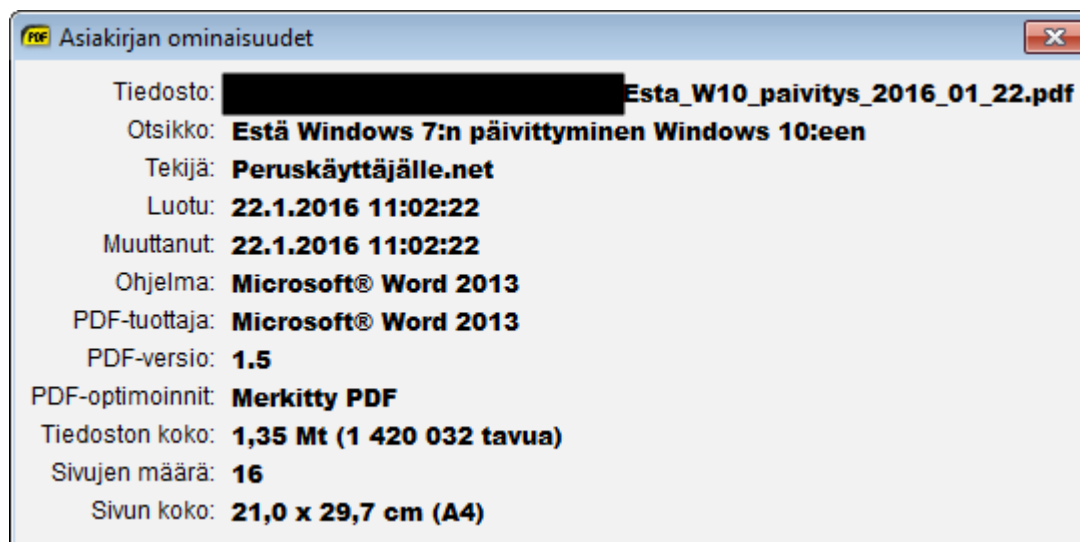 PDF Asiakirjan ominaisuudet
Tiedosto: Esta_W10_paivitys_2016_01_22.pdf
Otsikko: Estä Windows 7:n päivittyminen Windows 10:een
Tekijä: Peruskäyttäjälle.net
Luotu: 22.1.2016 11:02:22
Muuttanut: 22.1.2016 11:02:22
Ohjelma: Microsoft® Word 2013
PDF-tuottaja: Microsoft® Word 2013
PDF-versio: 1.5
PDF-optimoinnit: Merkitty PDF
Tiedoston koko: 1,35 Mt (1 420 032 tavua)
Sivujen määrä: 16
Sivun koko: 21,0 x 29,7 cm (A4)